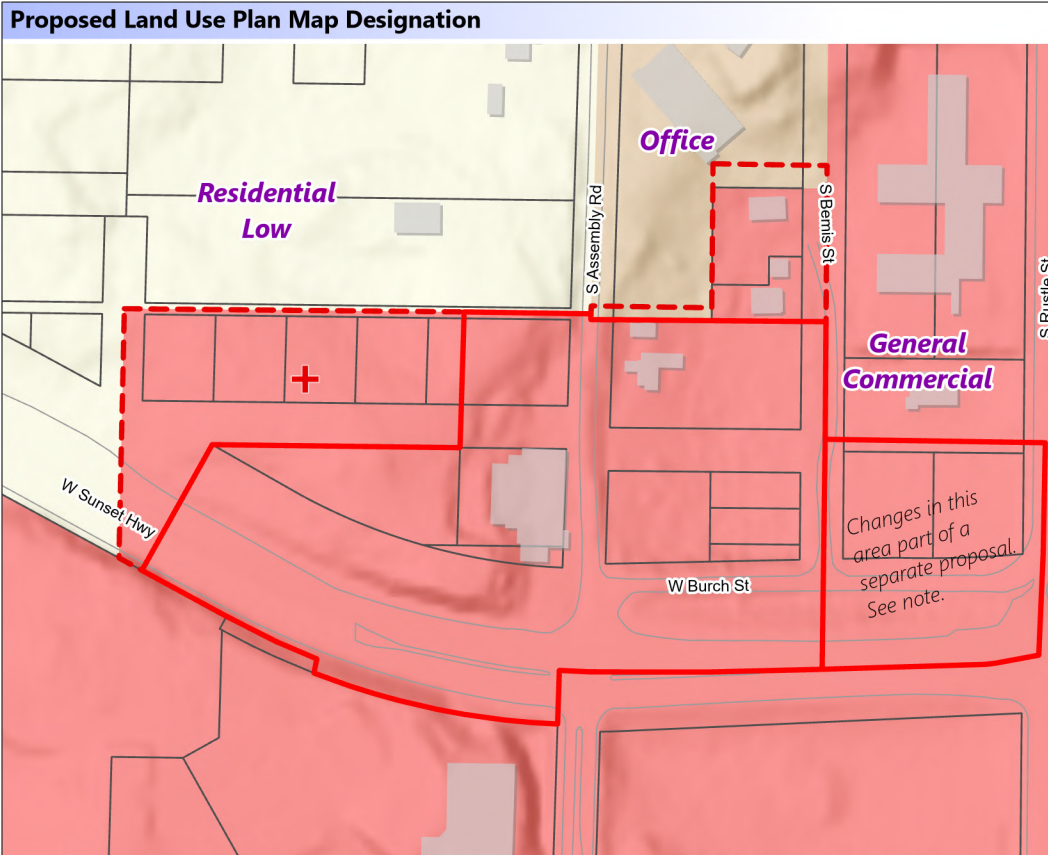 Proposed Land Use Plan Map Designation
Office
Residential
Low
S Assembly Rd
S Bemis St
S Rustle St
General
Commercial
W Sunset Hwy
Changes in this
area part of a
separate proposal.
See note.
W Burch St